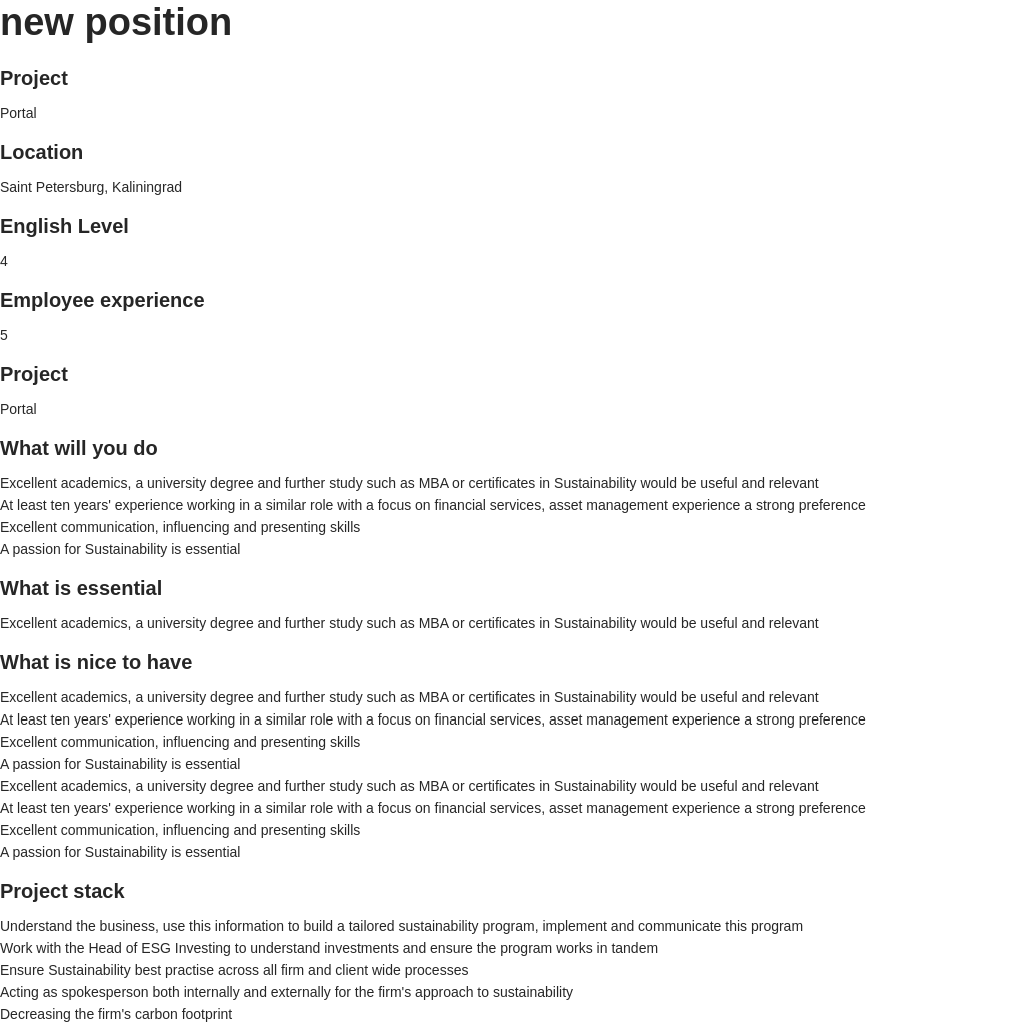 new position
Project
Portal
Location
Saint Petersburg, Kaliningrad
English Level
4
Employee experience
5
Project
Portal
What will you do
Excellent academics, a university degree and further study such as MBA or certificates in Sustainability would be useful and relevant
At least ten years' experience working in a similar role with a focus on financial services, asset management experience a strong preference
Excellent communication, influencing and presenting skills
A passion for Sustainability is essential
What is essential
Excellent academics, a university degree and further study such as MBA or certificates in Sustainability would be useful and relevant
What is nice to have
Excellent academics, a university degree and further study such as MBA or certificates in Sustainability would be useful and relevant
At least ten years' experience working in a similar role with a focus on financial services, asset management experience a strong preference
Excellent communication, influencing and presenting skills
A passion for Sustainability is essential
Excellent academics, a university degree and further study such as MBA or certificates in Sustainability would be useful and relevant
At least ten years' experience working in a similar role with a focus on financial services, asset management experience a strong preference
Excellent communication, influencing and presenting skills
A passion for Sustainability is essential
Project stack
Understand the business, use this information to build a tailored sustainability program, implement and communicate this program
Work with the Head of ESG Investing to understand investments and ensure the program works in tandem
Ensure Sustainability best practise across all firm and client wide processes
Acting as spokesperson both internally and externally for the firm's approach to sustainability
Decreasing the firm's carbon footprint